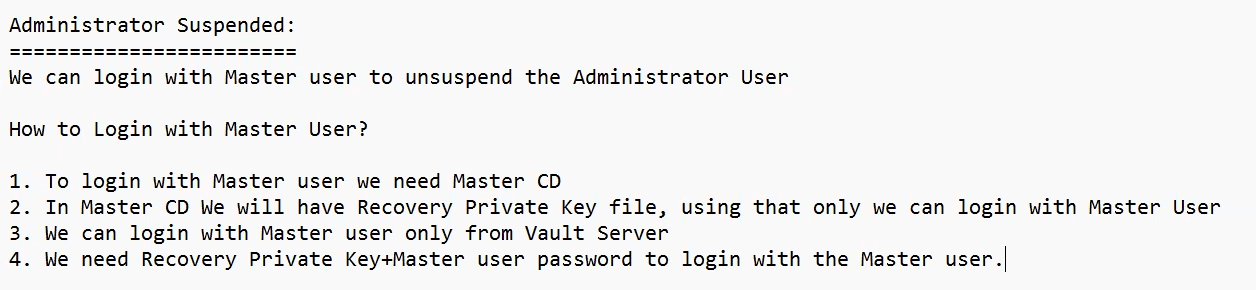 Administrator Suspended:
========================
We can login with Master user to unsuspend the Administrator User
How to Login with Master User?
1. To login with Master user we need Master CD
2. In Master CD We will have Recovery Private Key file, using that only we can login with Master User
3. We can login with Master user only from Vault Server
4. We need Recovery Private Key+Master user password to login with the Master user.